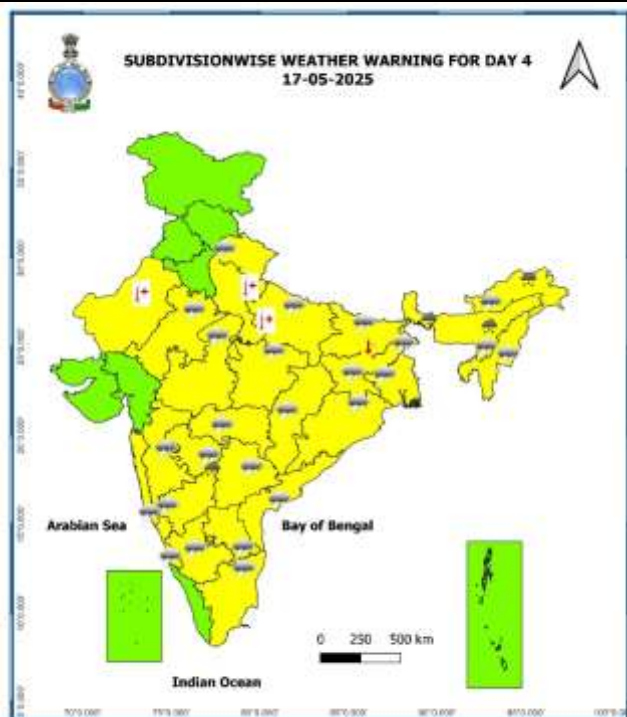 SUBDIVISIONWISE WEATHER WARNING FOR DAY 4
17-05-2025
Arabian Sea
Bay of Bengal
0 250 500 km
Indian Ocean